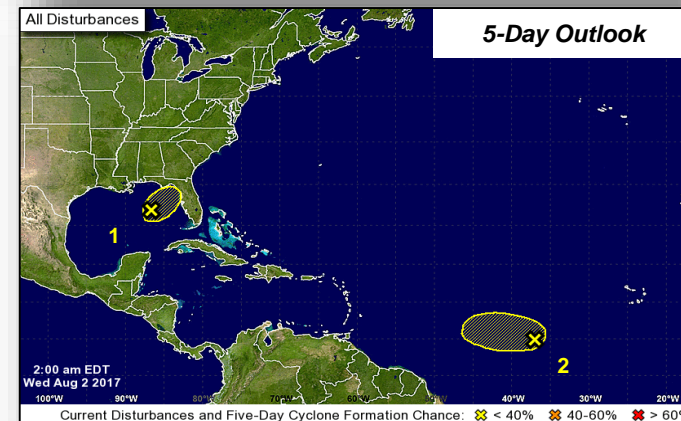 All Disturbances
5-Day Outlook
1
2
2:00 am EDT
Wed Aug 2 2017
100°W 90°W 80°W 70°W 60°W 50°W 40°W 30°W 20°W
Current Disturbances and Five-Day Cyclone Formation Chance: < 40% 40-60% > 60%